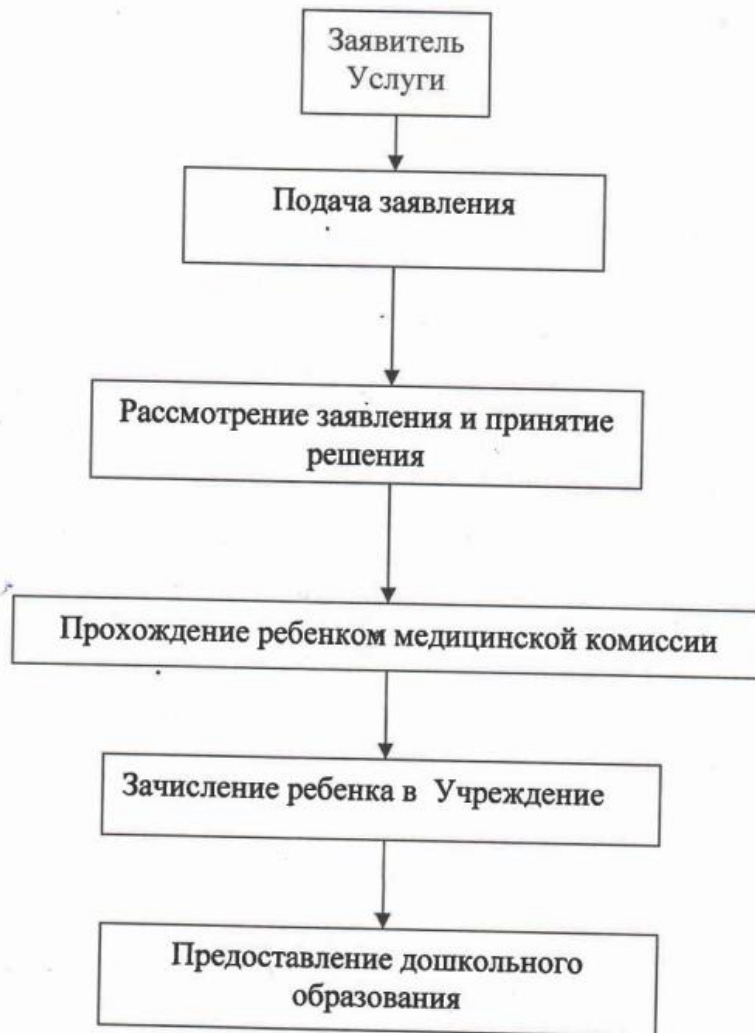 Заявитель
Услуги
Подача заявления
Рассмотрение заявления и принятие
решения
Прохождение ребенком медицинской комиссии
Зачисление ребенка в Учреждение
Предоставление дошкольного
образования